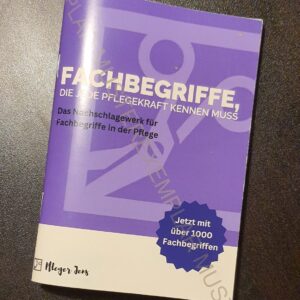 FACHBEGRIFFE,
DIE JEDE PFLEGEKRAFT KENNEN MUSS
Das Nachschlagewerk für
Fachbegriffe in der Pflege
Jetzt mit
über 1000
Fachbegriffen
Pfleger Jens